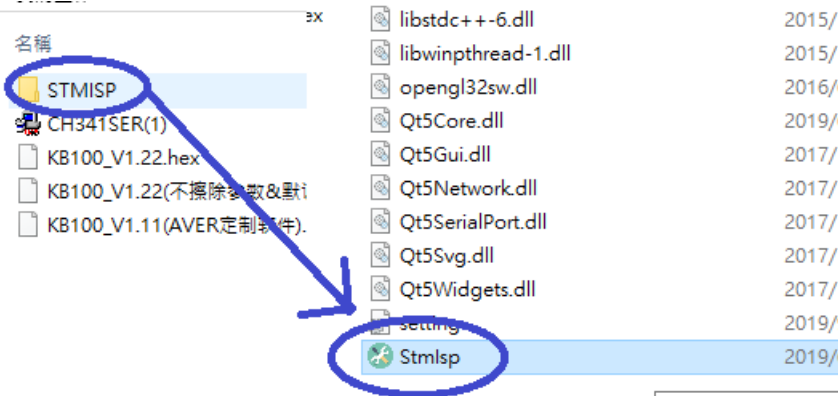 ex
名稱
STMISP
CH341SER(1)
KB100_V1.22.hex
KB100_V1.22(不擦除參數&默认
KB100_V1.11(AVER定制软件).
libstdc++-6.dll 2015/
libwinpthread-1.dll 2015/
opengl32sw.dll 2016/
Qt5Core.dll 2019/
Qt5Gui.dll 2017/
Qt5Network.dll 2017/
Qt5SerialPort.dll 2017/
Qt5Svg.dll 2017/
Qt5Widgets.dll 2017/
setting 2019/
StmIsp 2019/